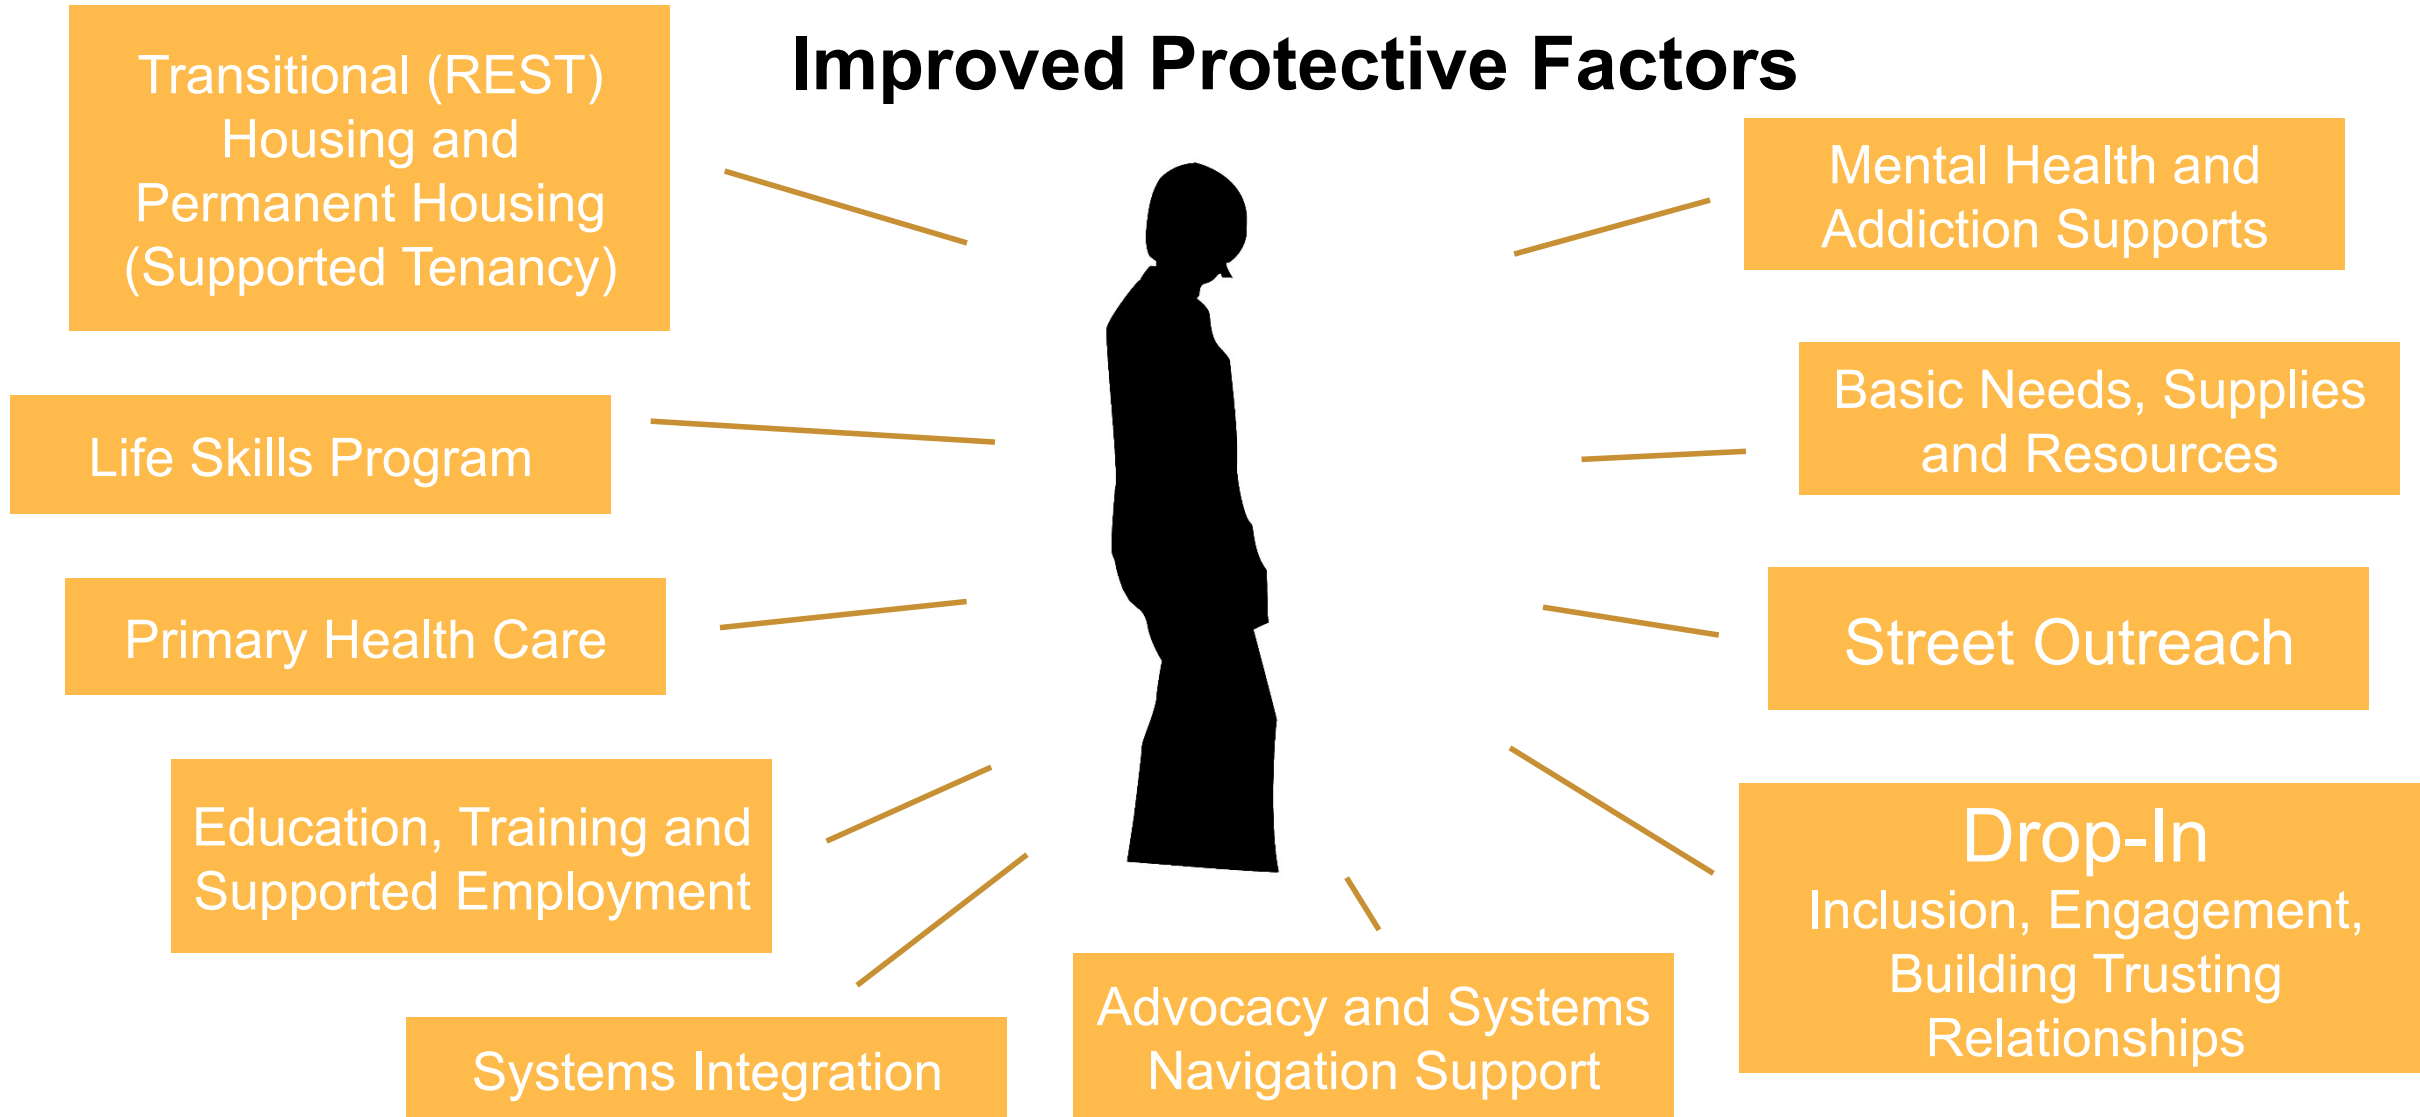 Improved Protective Factors
Transitional (REST)
Housing and
Permanent Housing
(Supported Tenancy)
Life Skills Program
Primary Health Care
Education, Training and
Supported Employment
Systems Integration
Advocacy and Systems
Navigation Support
Mental Health and
Addiction Supports
Basic Needs, Supplies
and Resources
Street Outreach
Drop-In
Inclusion, Engagement,
Building Trusting
Relationships